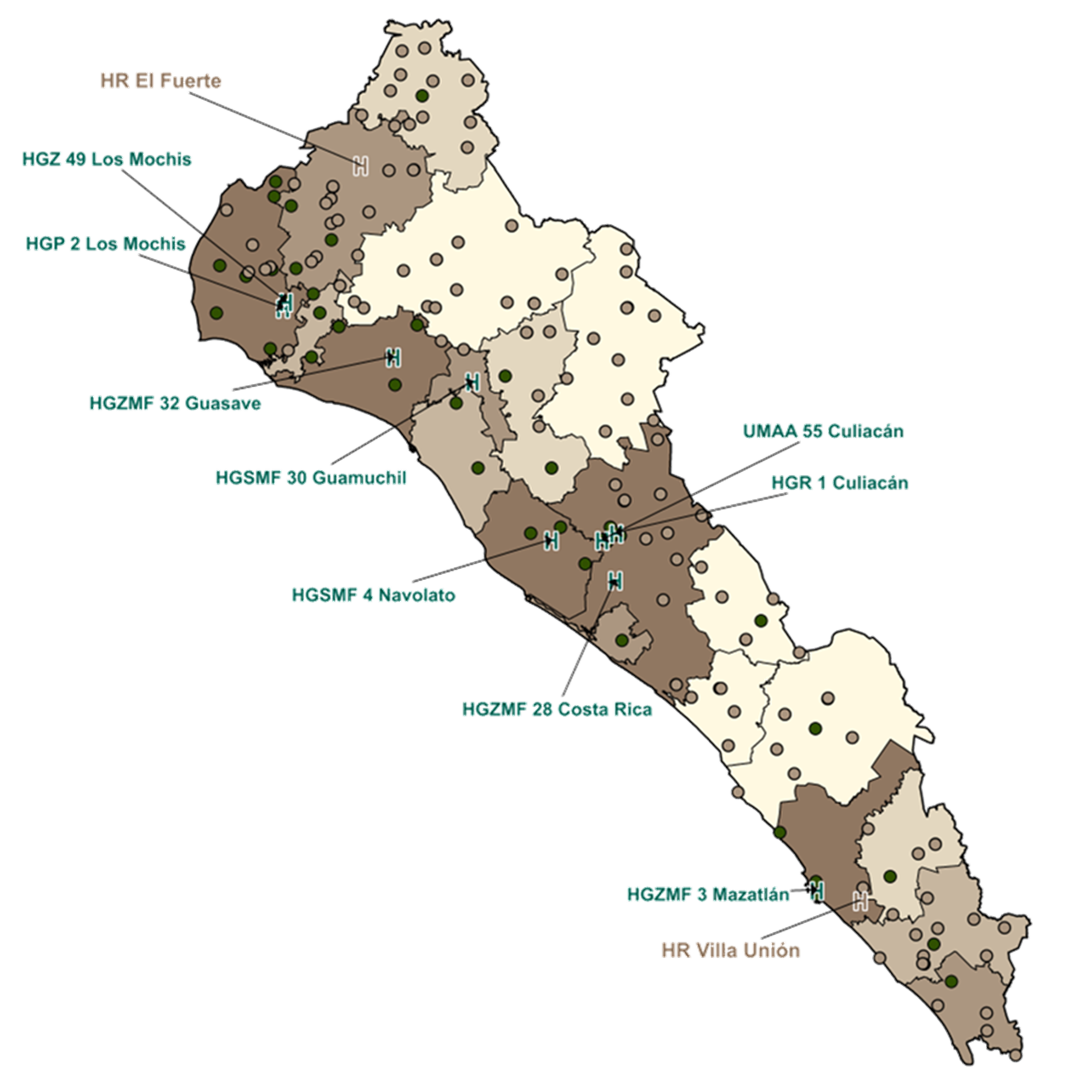 HR El Fuerte
HGZ 49 Los Mochis
HGP 2 Los Mochis
HGZMF 32 Guasave
UMAA 55 Culiacán
HGSMF 30 Guamuchil
HGR 1 Culiacán
HGSMF 4 Navolato
HGZMF 28 Costa Rica
HGZMF 3 Mazatlán
HR Villa Unión
H
H
H
H
H
H
H
H
H
H
H